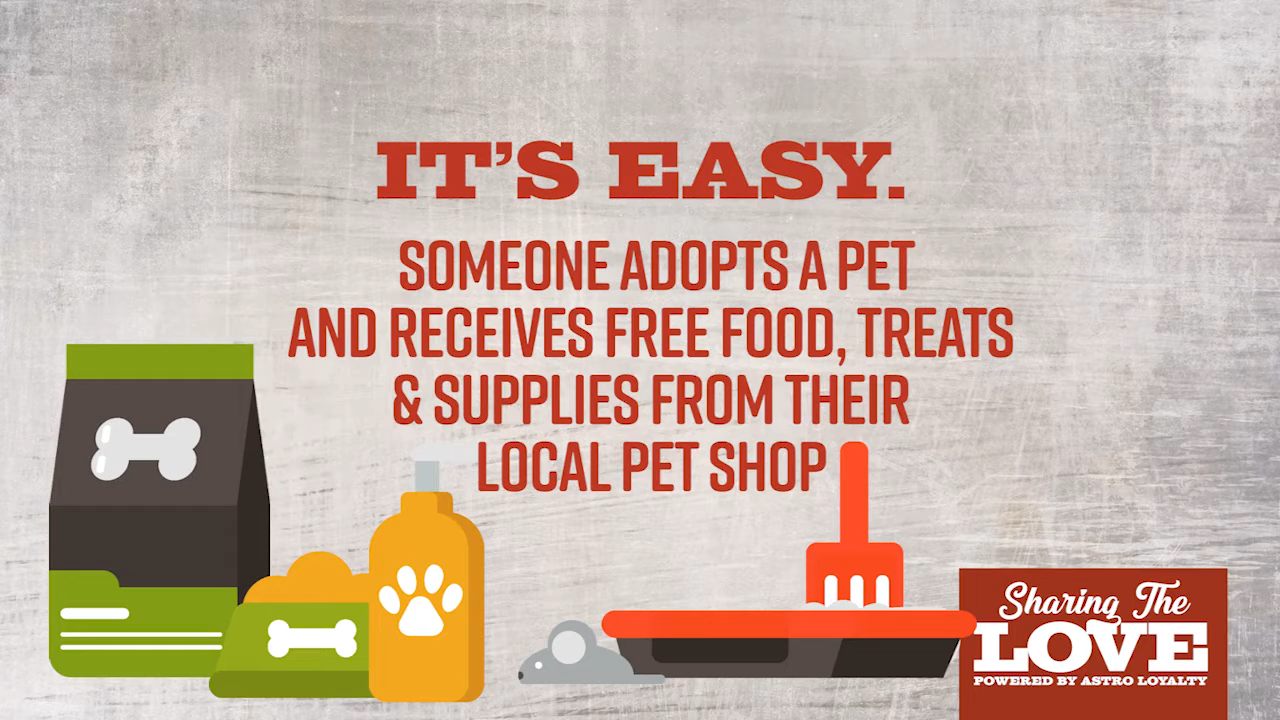 IT'S EASY.
SOMEONE ADOPTS A PET
AND RECEIVES FREE FOOD, TREATS
& SUPPLIES FROM THEIR
LOCAL PET SHOP
Sharing The
LOVE
POWERED BY ASTRO LOYALTY